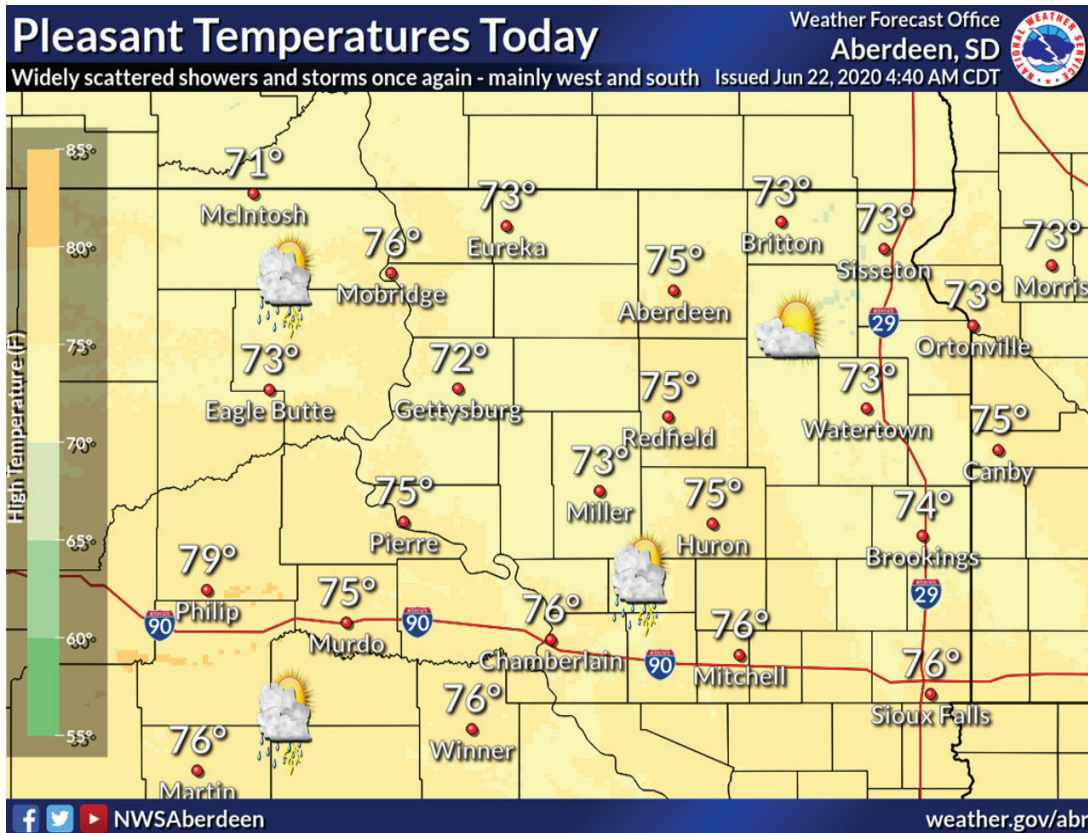 Pleasant Temperatures Today
Widely scattered showers and storms once again - mainly west and south
Weather Forecast Office
Aberdeen, SD
Issued Jun 22, 2020 4:40 AM CDT
NATIONAL WEATHER SERVICE
High Temperature (F)
85°
80°
75°
70°
65°
60°
55°
71°
McIntosh
76°
Mobridge
73°
Eureka
75°
Aberdeen
73°
Britton
73°
Sisseton
73°
Morris
73°
Ortonville
29
73°
Eagle Butte
72°
Gettysburg
75°
Redfield
73°
Watertown
75°
Canby
73°
Miller
75°
Pierre
75°
Huron
74°
Brookings
79°
Philip
75°
Murdo
90
90
76°
Chamberlain
90
76°
Mitchell
29
76°
Sioux Falls
76°
Winner
76°
Martin
NWSAberdeen
weather.gov/abr